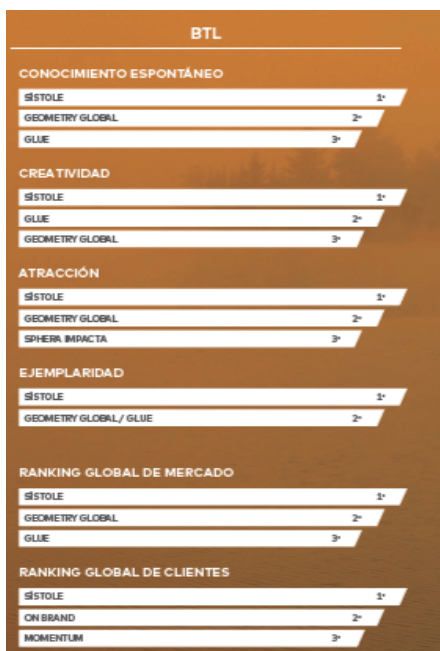 BTL
CONOCIMIENTO ESPONTÁNEO
SÍSTOLE 1º
GEOMETRY GLOBAL 2º
GLUE 3º
CREATIVIDAD
SÍSTOLE 1º
GLUE 2º
GEOMETRY GLOBAL 3º
ATRACCIÓN
SÍSTOLE 1º
GEOMETRY GLOBAL 2º
SPHERA IMPACTA 3º
EJEMPLARIDAD
SÍSTOLE 1º
GEOMETRY GLOBAL/ GLUE 2º
RANKING GLOBAL DE MERCADO
SÍSTOLE 1º
GEOMETRY GLOBAL 2º
GLUE 3º
RANKING GLOBAL DE CLIENTES
SÍSTOLE 1º
ON BRAND 2º
MOMENTUM 3º